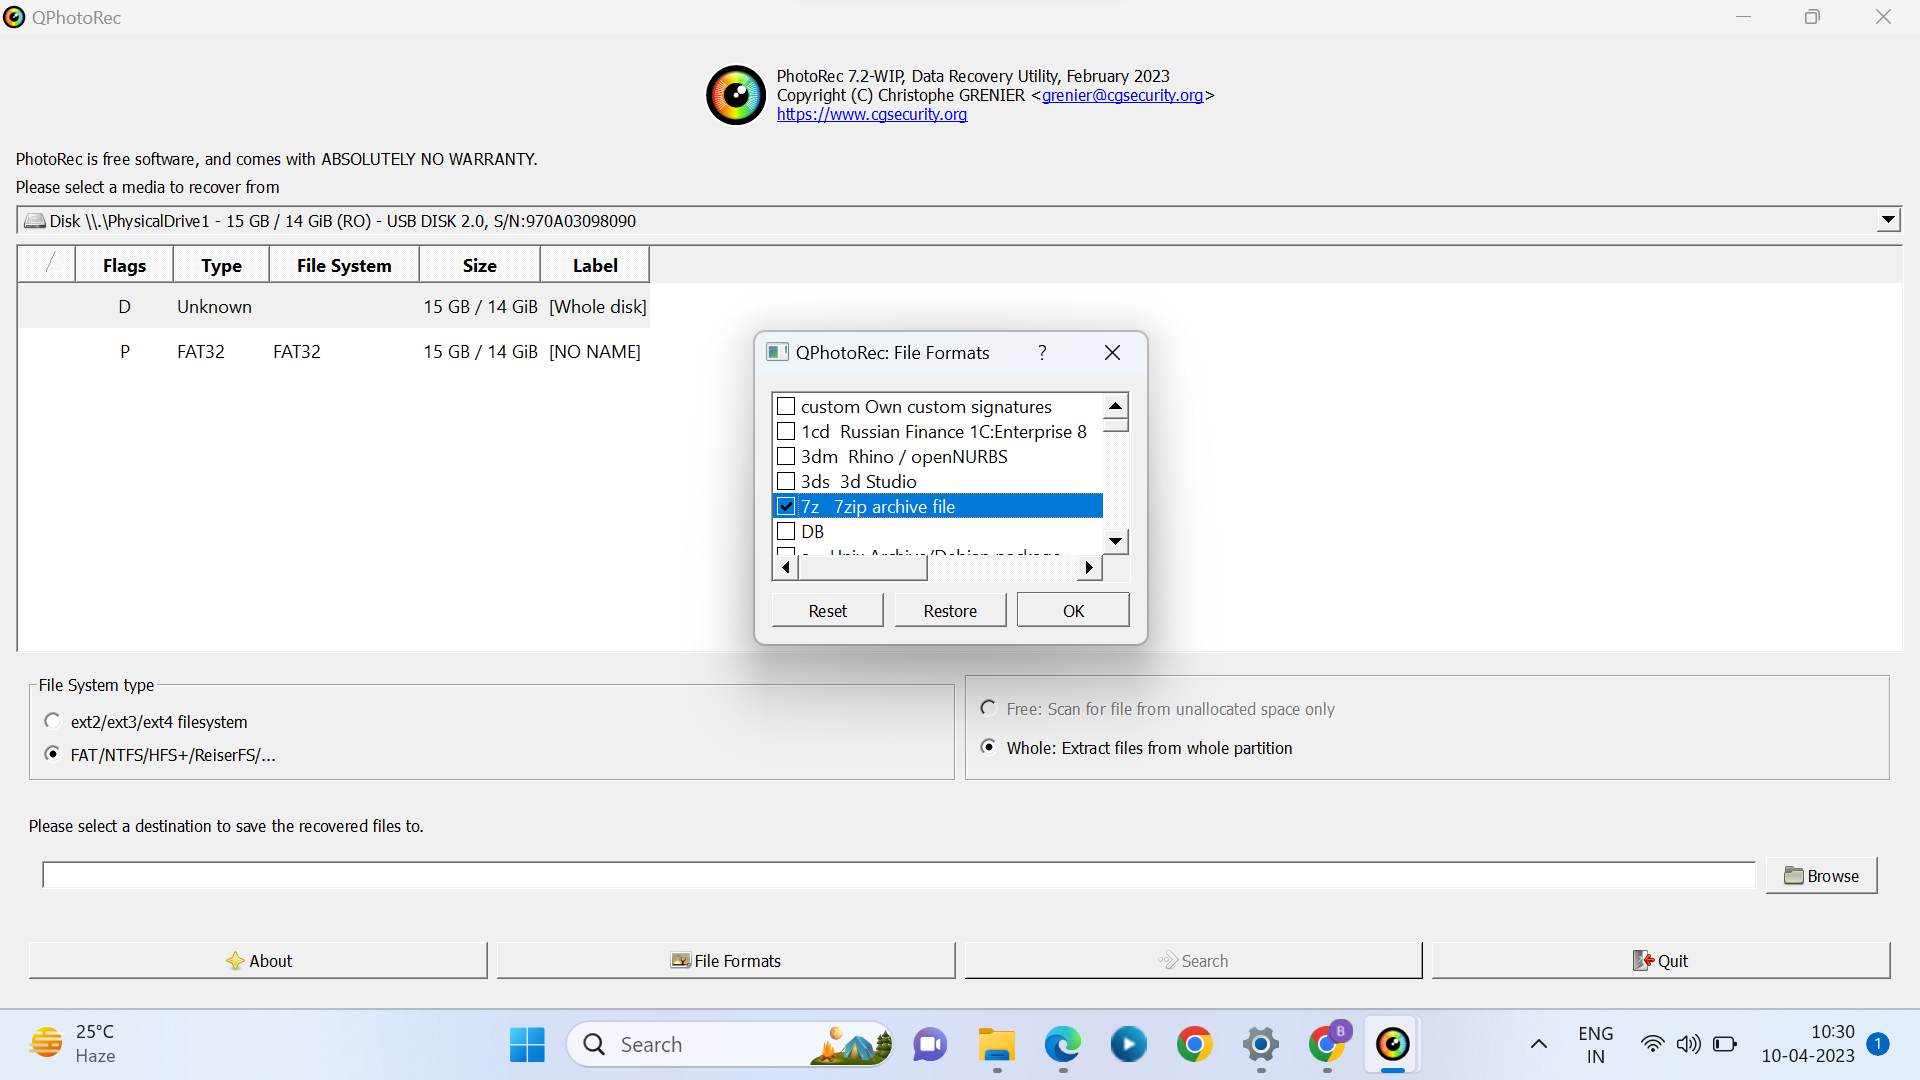 QPhotoRec
PhotoRec 7.2-WIP, Data Recovery Utility, February 2023
Copyright (C) Christophe GRENIER <grenier@cgsecurity.org>
https://www.cgsecurity.org
PhotoRec is free software, and comes with ABSOLUTELY NO WARRANTY.
Please select a media to recover from
Disk \\.\PhysicalDrive1 - 15 GB / 14 GiB (RO) - USB DISK 2.0, S/N:970A03098090
Flags Type File System Size Label
D Unknown 15 GB / 14 GiB [Whole disk]
P FAT32 FAT32 15 GB / 14 GiB [NO NAME]
QPhotoRec: File Formats ?
custom Own custom signatures
1cd Russian Finance 1C:Enterprise 8
3dm Rhino / openNURBS
3ds 3d Studio
7z 7zip archive file
DB
a Unix Archive/Debian package
Reset Restore OK
File System type
ext2/ext3/ext4 filesystem
FAT/NTFS/HFS+/ReiserFS/...
Free: Scan for file from unallocated space only
Whole: Extract files from whole partition
Please select a destination to save the recovered files to.
Browse
About File Formats Search Quit
25°C
Haze
Search
B
ENG
IN
10:30
10-04-2023
1